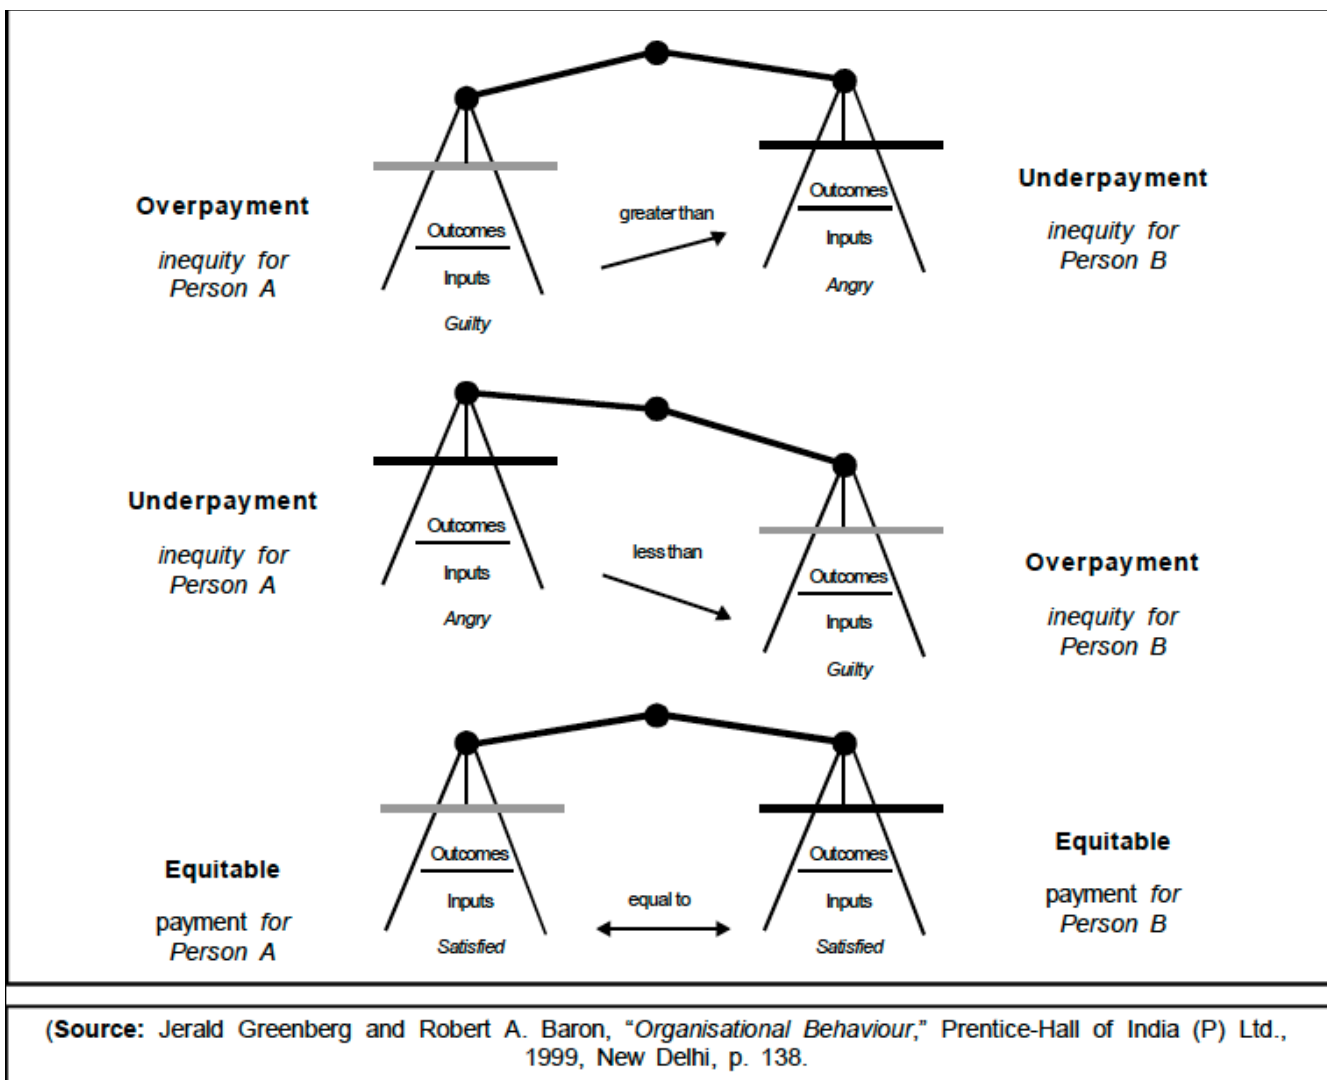 Overpayment
inequity for
Person A
Outcomes
Inputs
Guilty
greater than
Outcomes
Inputs
Angry
Underpayment
inequity for
Person B
Underpayment
inequity for
Person A
Outcomes
Inputs
Angry
less than
Outcomes
Inputs
Guilty
Overpayment
inequity for
Person B
Equitable
payment for
Person A
Outcomes
Inputs
Satisfied
equal to
Outcomes
Inputs
Satisfied
Equitable
payment for
Person B
(Source: Jerald Greenberg and Robert A. Baron, "Organisational Behaviour," Prentice-Hall of India (P) Ltd.,
1999, New Delhi, p. 138.